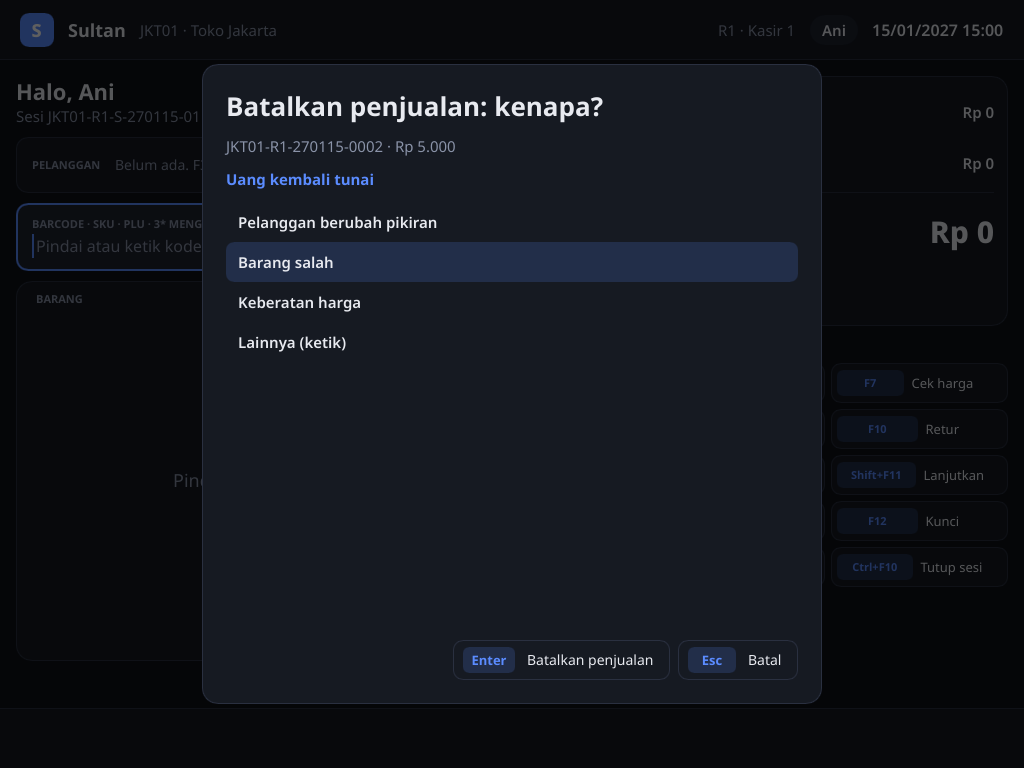 S Sultan JKT01 · Toko Jakarta R1 · Kasir 1 Ani 15/01/2027 15:00
Halo, Ani
Sesi JKT01-R1-S-270115-01
PELANGGAN Belum ada.
BARCODE · SKU · PLU · 3* MENG
Pindai atau ketik kode
BARANG
Rp 0
Rp 0
Rp 0
F7 Cek harga
F10 Retur
Shift+F11 Lanjutkan
F12 Kunci
Ctrl+F10 Tutup sesi
Batalkan penjualan: kenapa?
JKT01-R1-270115-0002 · Rp 5.000
Uang kembali tunai
Pelanggan berubah pikiran
Barang salah
Keberatan harga
Lainnya (ketik)
Enter Batalkan penjualan Esc Batal